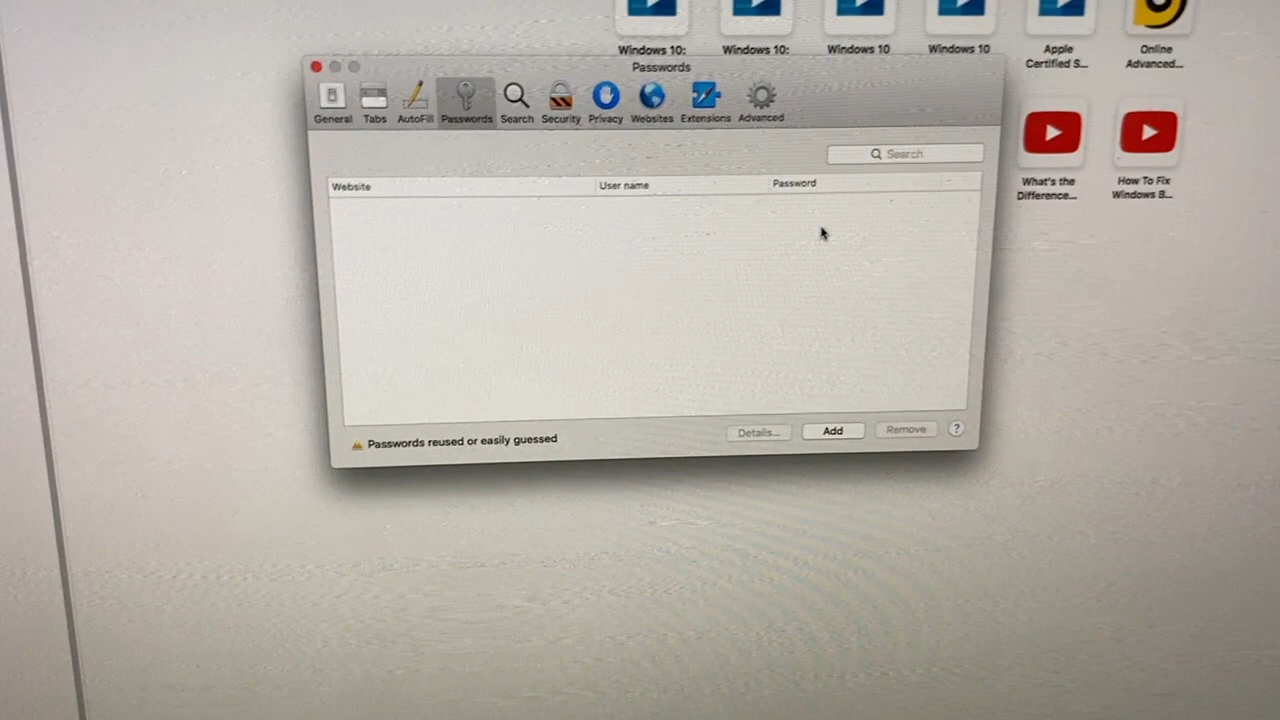 Windows 10:
Windows 10:
Windows 10
Windows 10
Apple
Certified S...
Online
Advanced...
Passwords
General
Tabs
AutoFill
Passwords
Search
Security
Privacy
Websites
Extensions
Advanced
Search
What's the
Difference...
How To Fix
Windows B...
Website
User name
Password
Passwords reused or easily guessed
Details...
Add
Remove
?